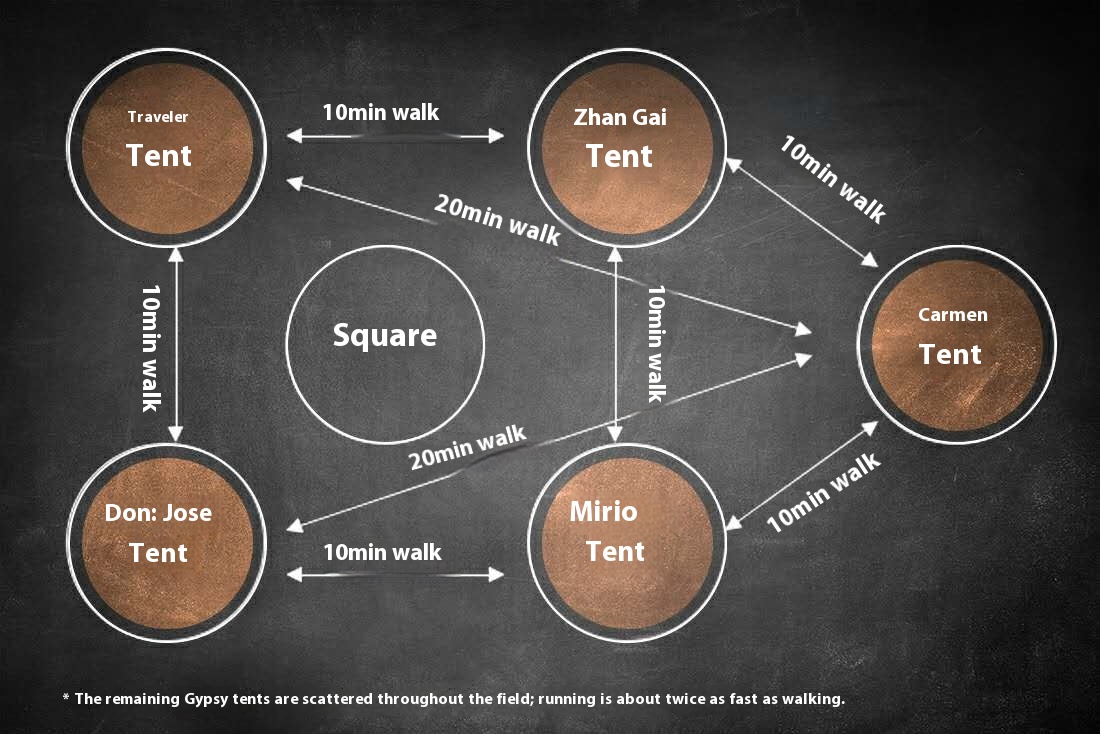 Traveler
Tent
10min walk
Zhan Gai
Tent
10min walk
20min walk
10min walk
Square
10min walk
Carmen
Tent
20min walk
Don: Jose
Tent
10min walk
Mirio
Tent
10min walk
* The remaining Gypsy tents are scattered throughout the field; running is about twice as fast as walking.